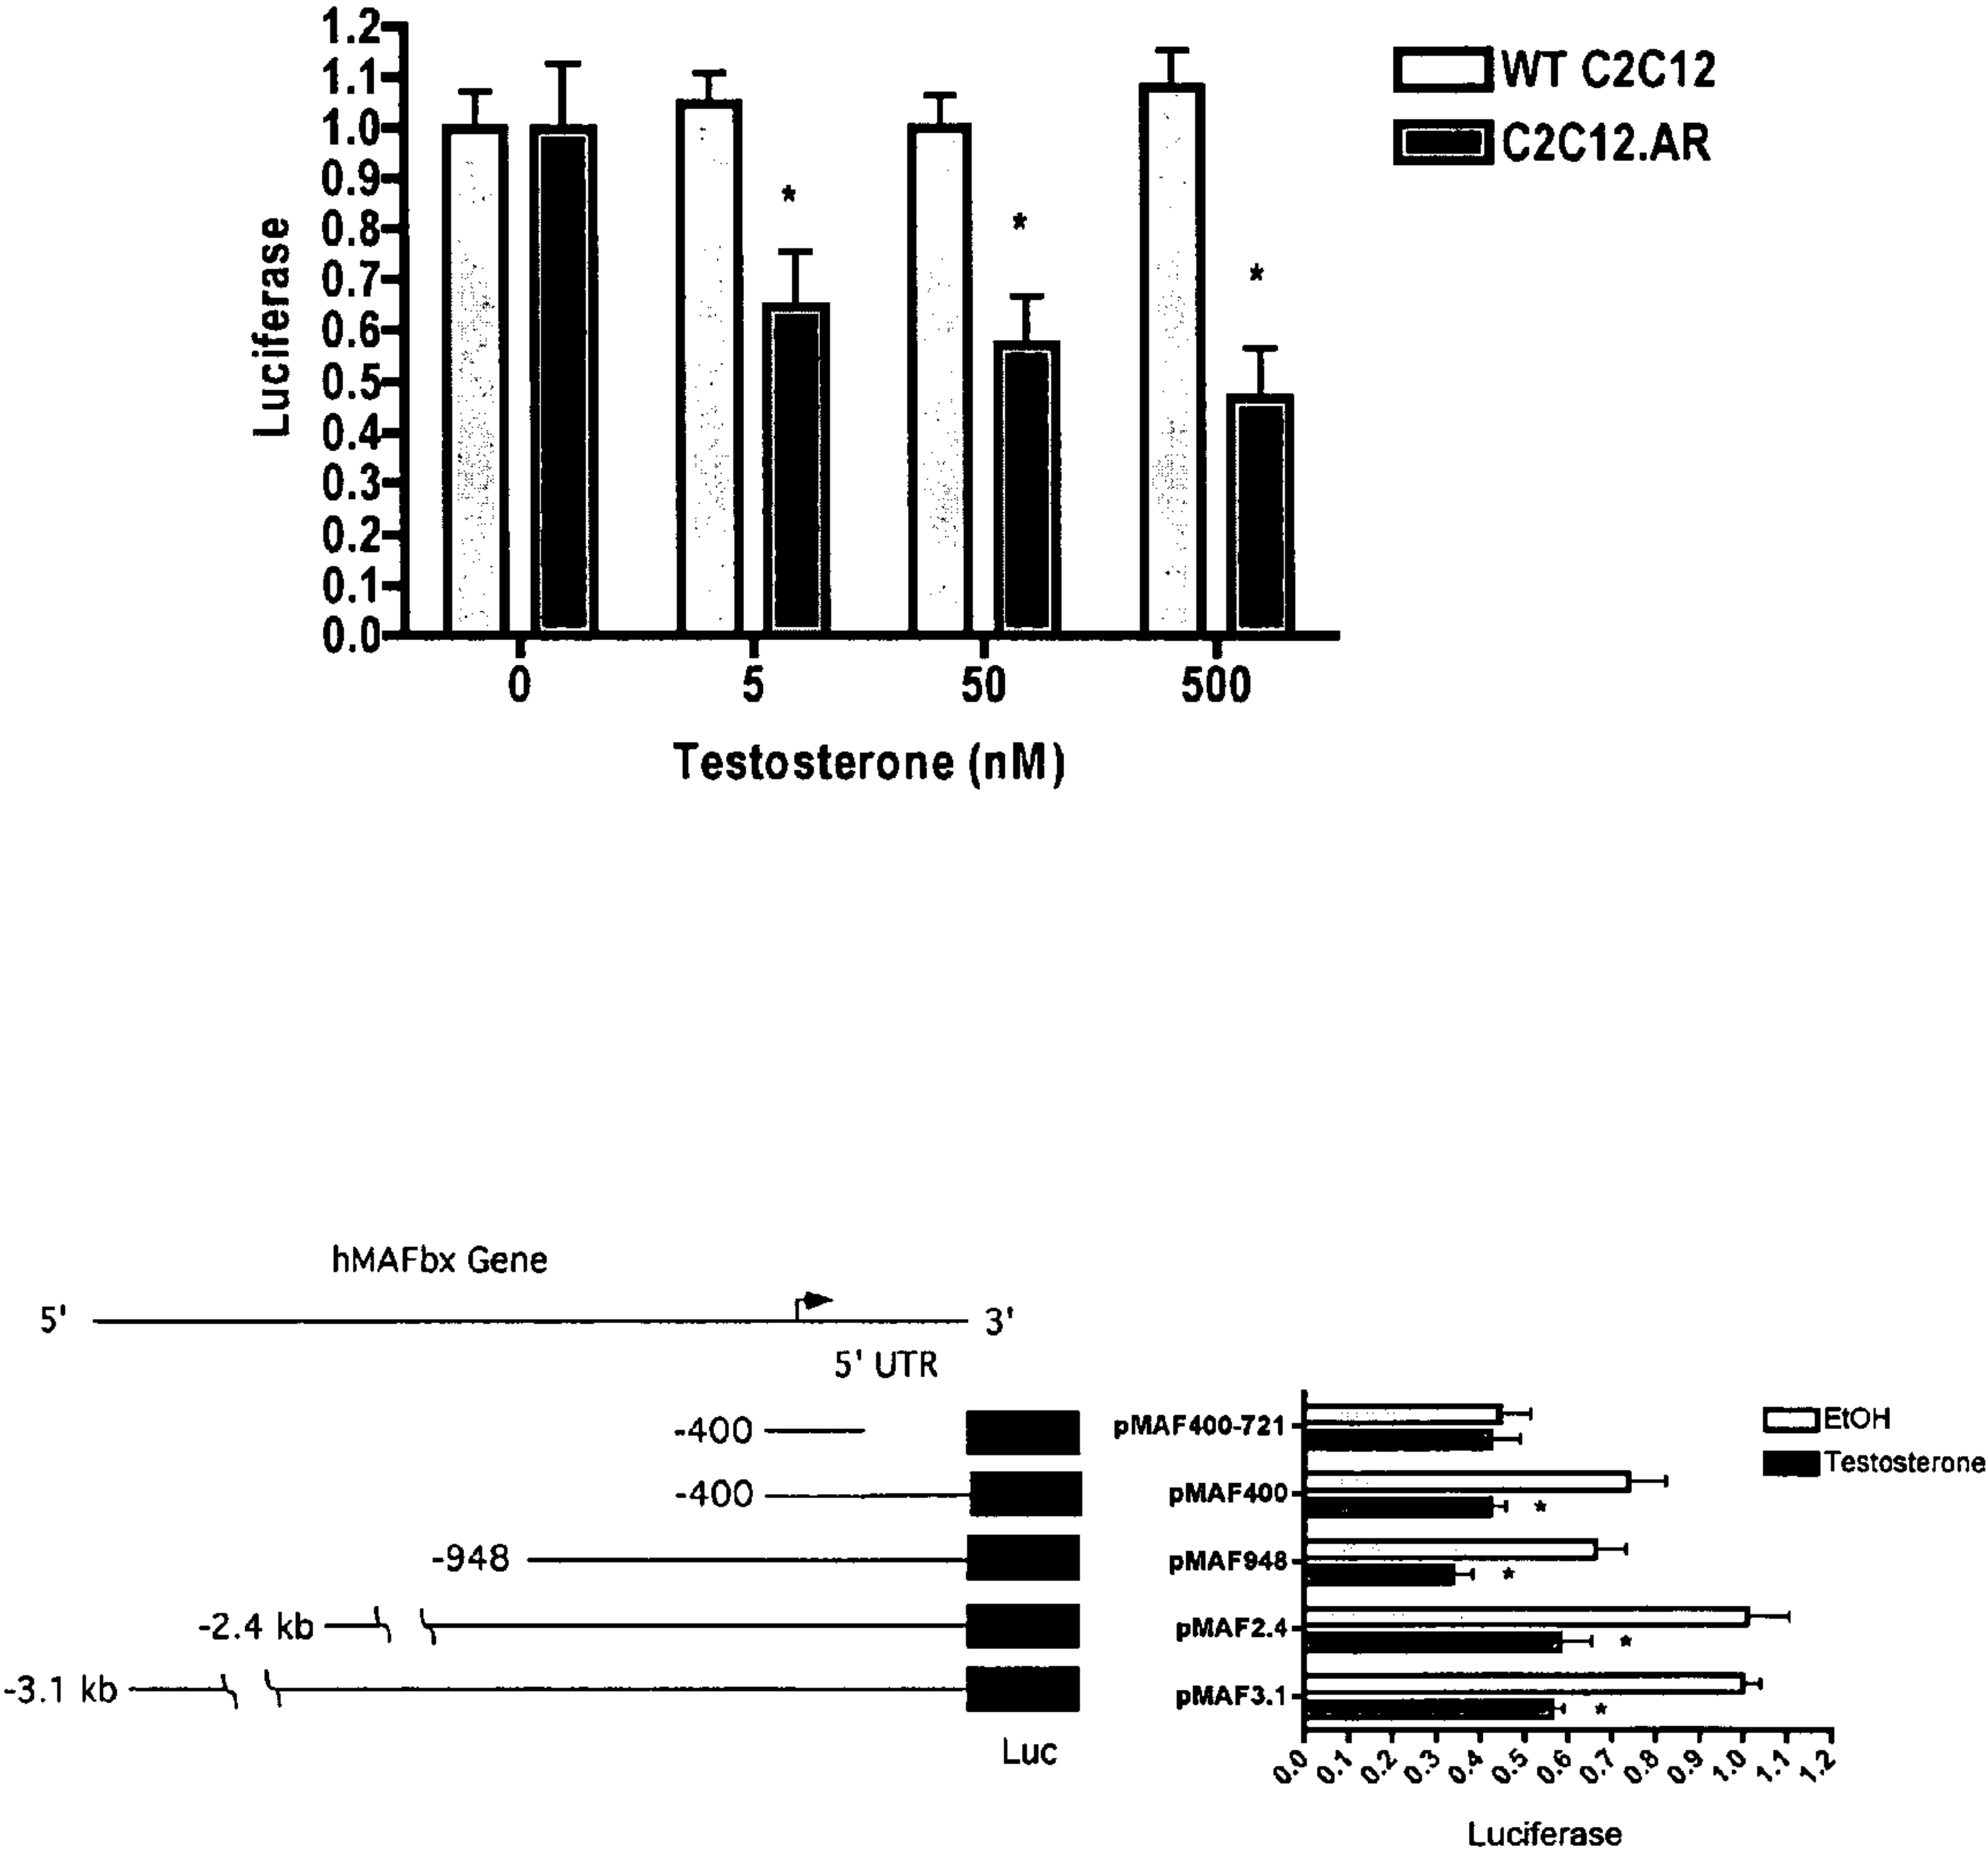 1.2
1.1
1.0
0.9
0.8
0.7
0.6
0.5
0.4
0.3
0.2
0.1
0.0
Luciferase
WT C2C12
C2C12.AR
*
*
*
0 5 50 500
Testosterone (nM)
hMAFbx Gene
5' 3'
5' UTR
-400
-400
-948
-2.4 kb
-3.1 kb
Luc
pMAF400-721
pMAF400
*
pMAF948
*
pMAF2.4
*
pMAF3.1
*
EtOH
Testosterone
0.0 0.1 0.2 0.3 0.4 0.5 0.6 0.7 0.8 0.9 1.0 1.1 1.2
Luciferase